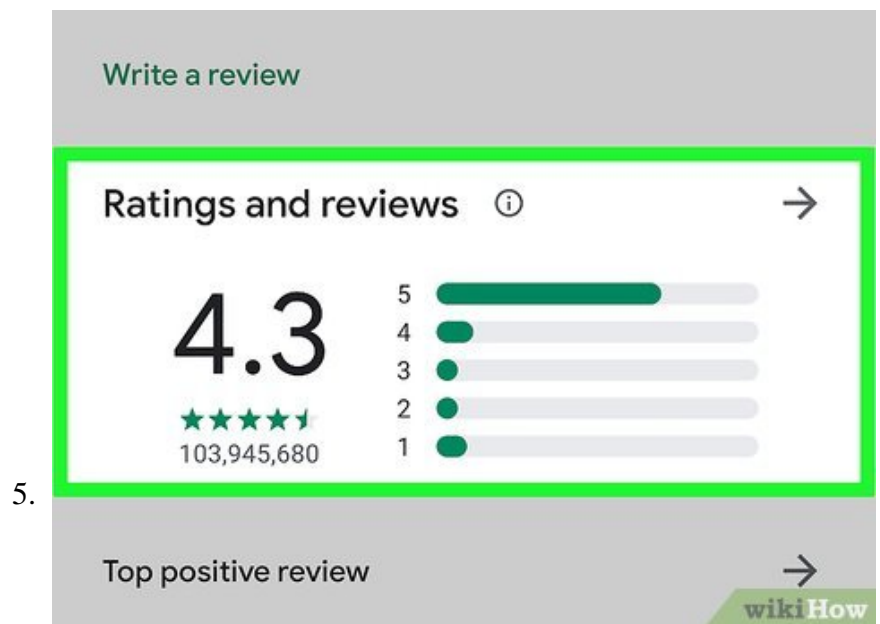 Write a review
Ratings and reviews
4.3
103,945,680
5
4
3
2
1
5.
Top positive review
wikiHow